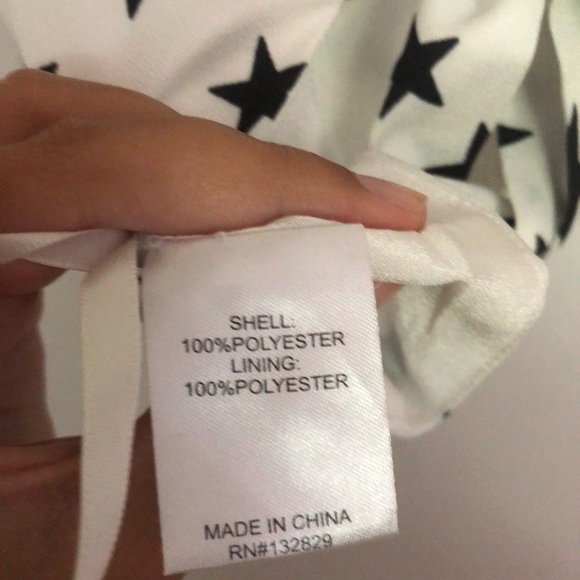 SHELL:
100%POLYESTER
LINING:
100%POLYESTER
MADE IN CHINA
RN#132829